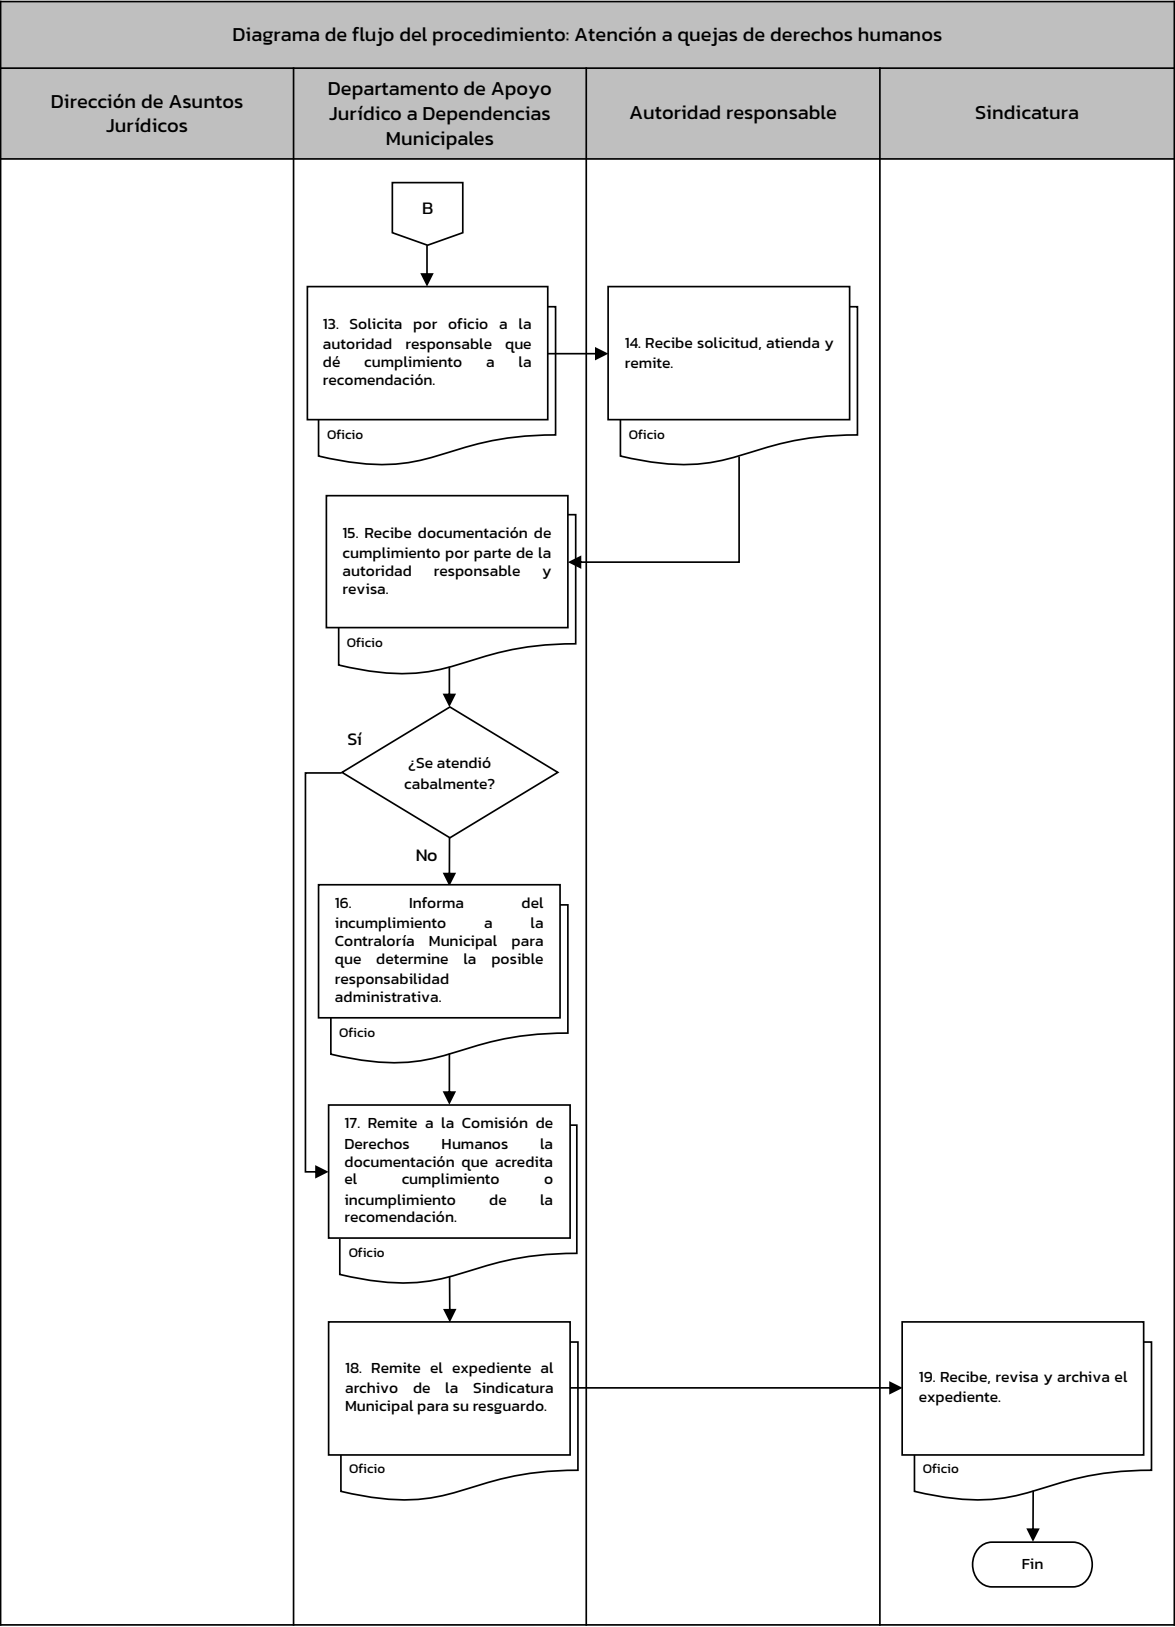 Diagrama de flujo del procedimiento: Atención a quejas de derechos humanos
Dirección de Asuntos
Jurídicos
Departamento de Apoyo
Jurídico a Dependencias
Municipales
Autoridad responsable
Sindicatura
B
13. Solicita por oficio a la
autoridad responsable que
dé cumplimiento a la
recomendación.
Oficio
14. Recibe solicitud, atienda y
remite.
Oficio
15. Recibe documentación de
cumplimiento por parte de la
autoridad responsable y
revisa.
Oficio
Sí
¿Se atendió
cabalmente?
No
16. Informa del
incumplimiento a la
Contraloría Municipal para
que determine la posible
responsabilidad
administrativa.
Oficio
17. Remite a la Comisión de
Derechos Humanos la
documentación que acredita
el cumplimiento o
incumplimiento de la
recomendación.
Oficio
18. Remite el expediente al
archivo de la Sindicatura
Municipal para su resguardo.
Oficio
19. Recibe, revisa y archiva el
expediente.
Oficio
Fin